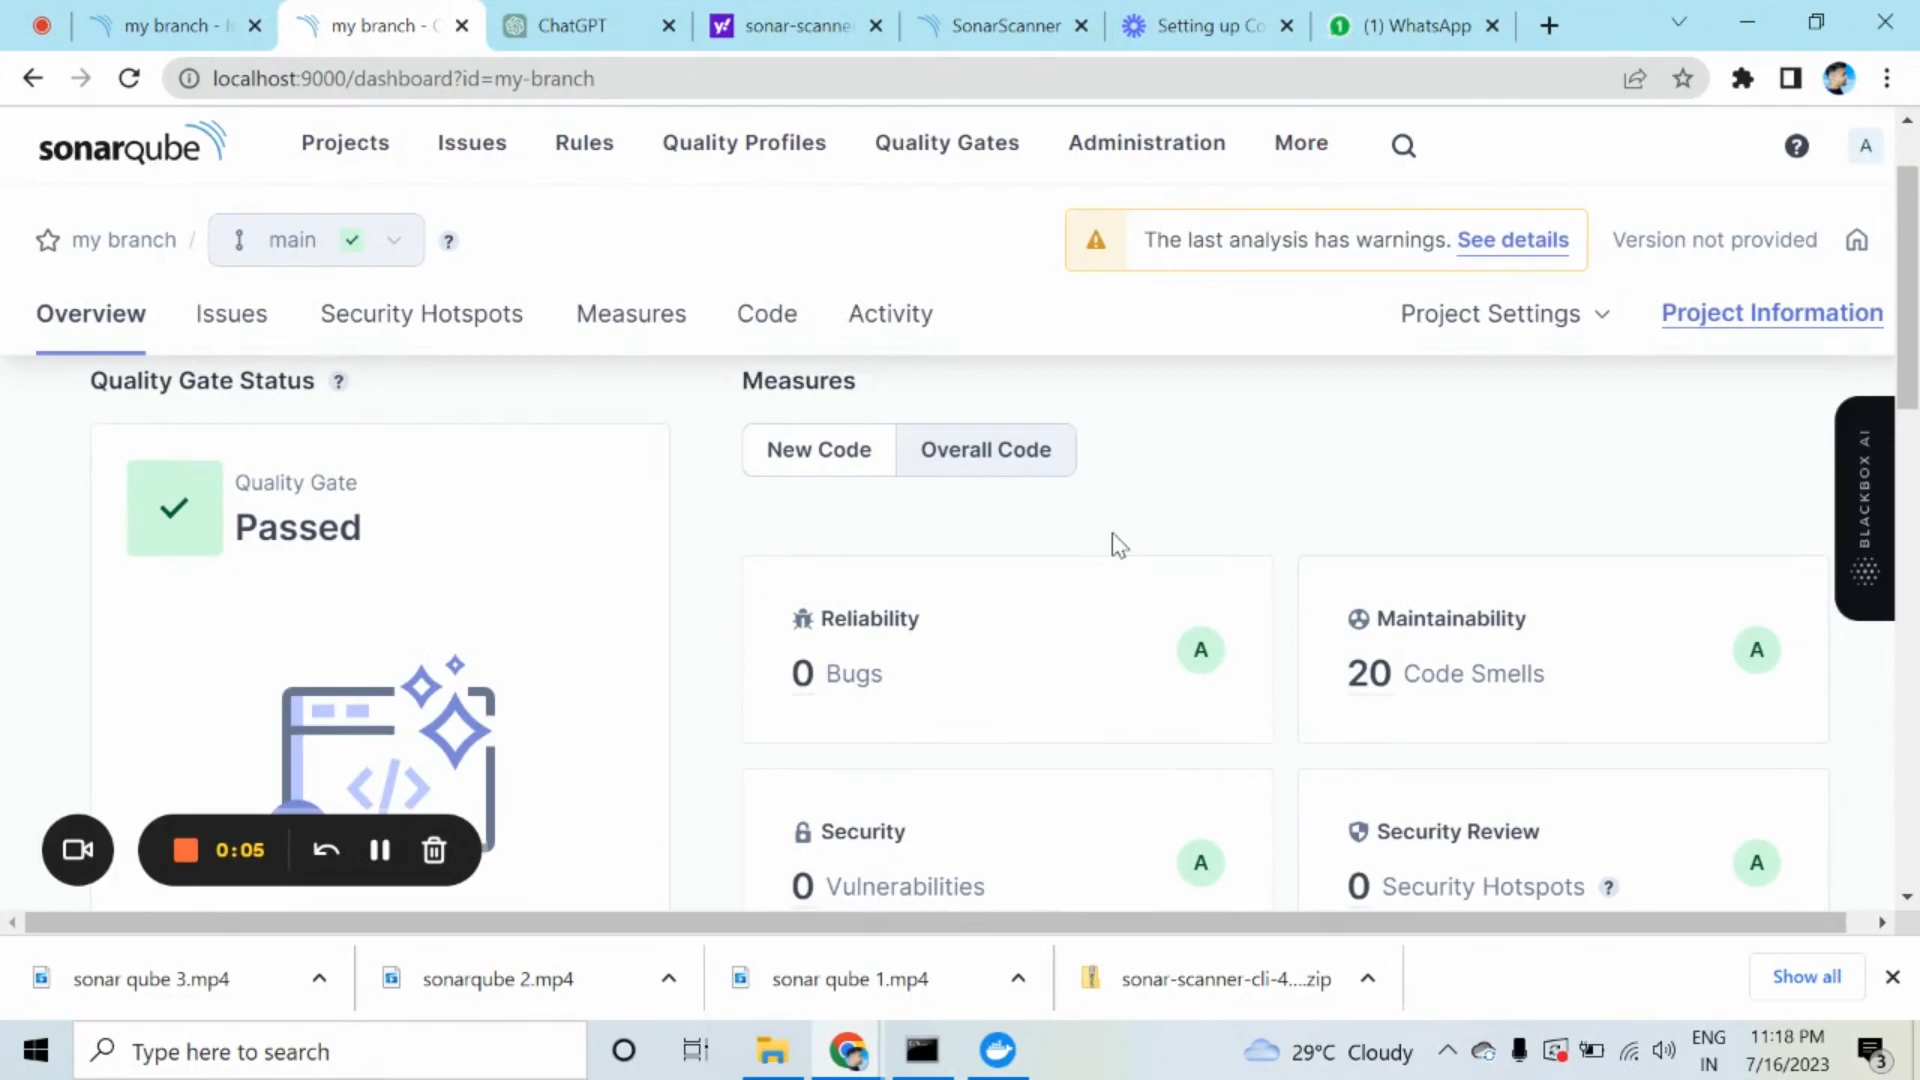 my branch - Is
my branch - O
ChatGPT
sonar-scanne
SonarScanner
Setting up Co
(1) WhatsApp
localhost:9000/dashboard?id=my-branch
sonarqube
Projects
Issues
Rules
Quality Profiles
Quality Gates
Administration
More
?
A
my branch /
main
?
The last analysis has warnings. See details
Version not provided
Overview
Issues
Security Hotspots
Measures
Code
Activity
Project Settings
Project Information
Quality Gate Status ?
Measures
New Code
Overall Code
Quality Gate
Passed
Reliability
0 Bugs
A
Maintainability
20 Code Smells
A
Security
0 Vulnerabilities
A
Security Review
0 Security Hotspots ?
A
BLACKBOX AI
0:05
sonar qube 3.mp4
sonarqube 2.mp4
sonar qube 1.mp4
sonar-scanner-cli-4....zip
Show all
Type here to search
29°C Cloudy
ENG
IN
11:18 PM
7/16/2023
3